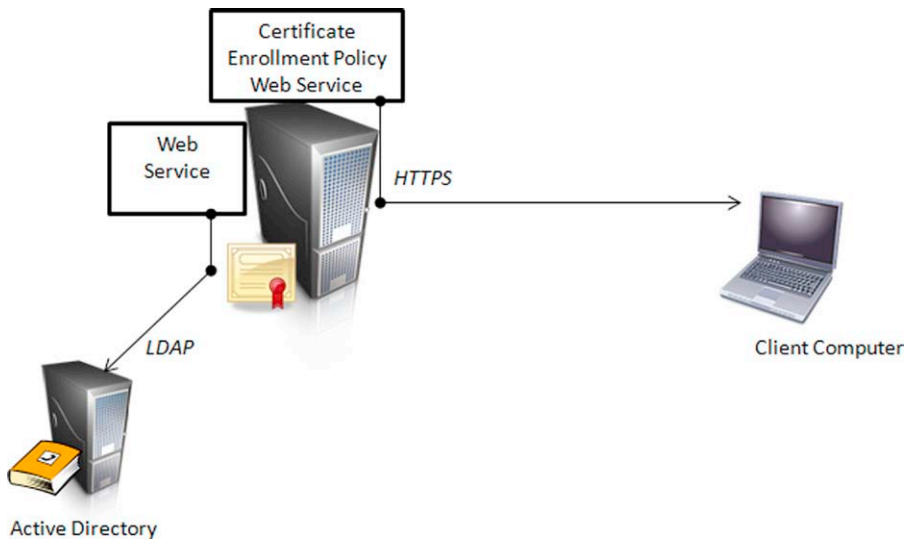 Certificate
Enrollment Policy
Web Service
Web
Service
HTTPS
LDAP
Client Computer
Active Directory